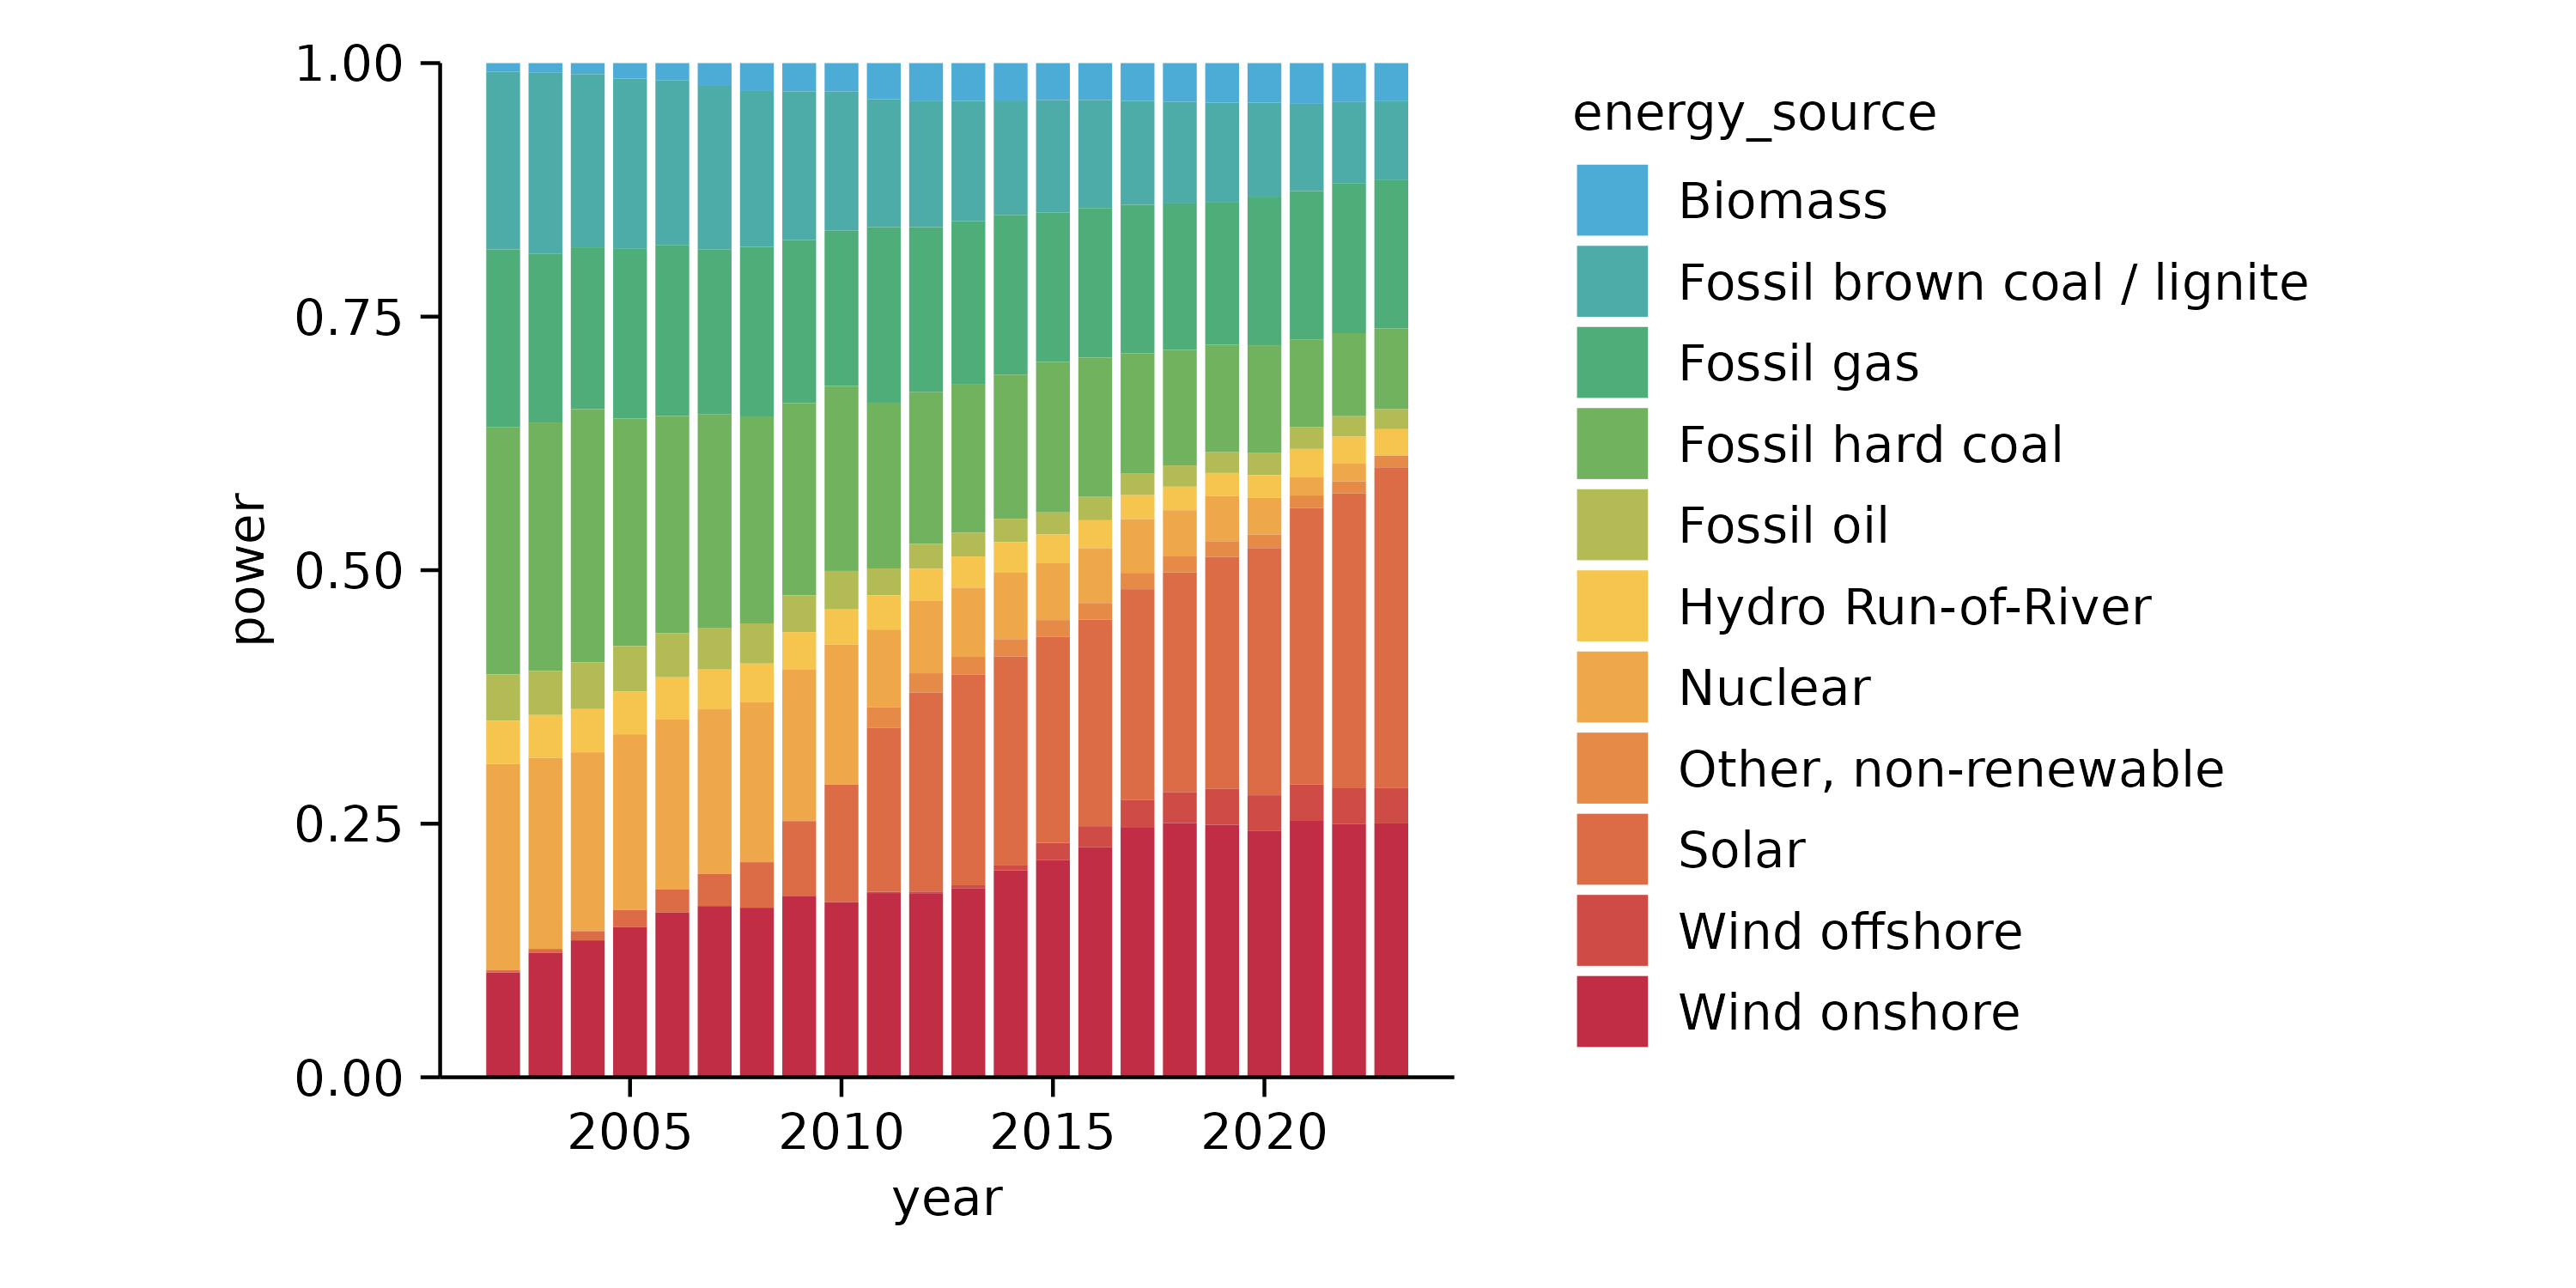 1.00
0.75
0.50
0.25
0.00
power
2005 2010 2015 2020
year
energy_source
Biomass
Fossil brown coal / lignite
Fossil gas
Fossil hard coal
Fossil oil
Hydro Run-of-River
Nuclear
Other, non-renewable
Solar
Wind offshore
Wind onshore